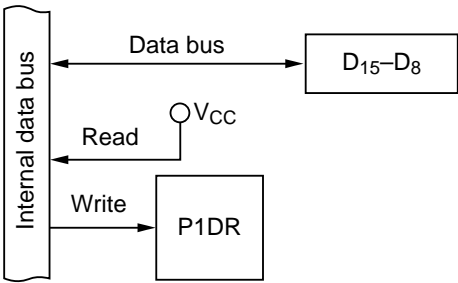 Internal data bus
Data bus
D15–D8
VCC
Read
Write
P1DR